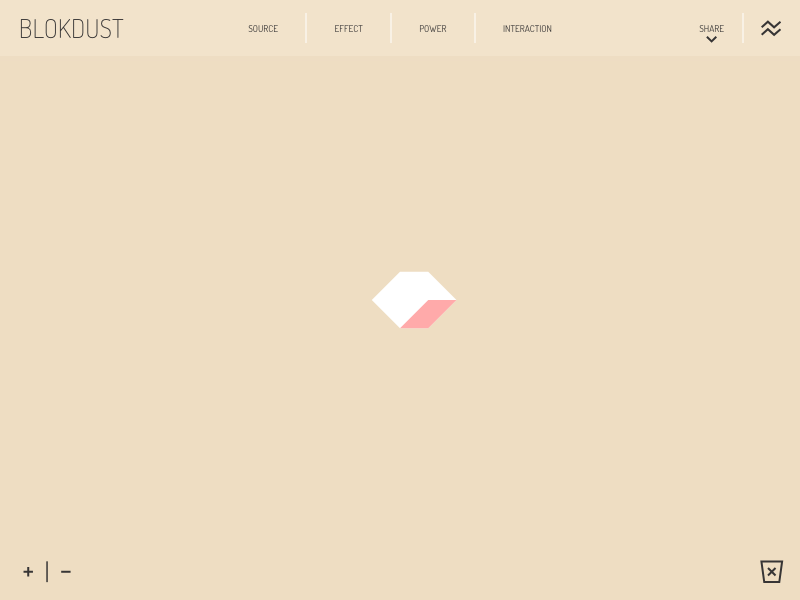 BLOKDUST
SOURCE
EFFECT
POWER
INTERACTION
SHARE